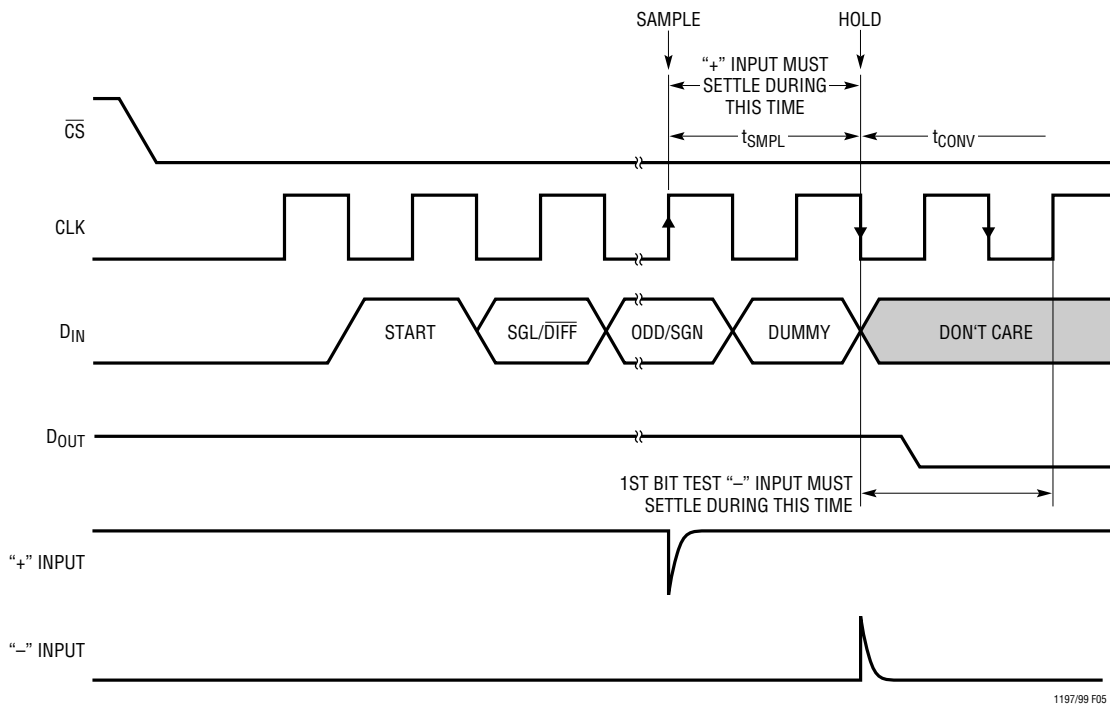 SAMPLE
HOLD
“+” INPUT MUST
SETTLE DURING
THIS TIME
CS
tSMPL
tCONV
CLK
DIN
START
SGL/DIFF
ODD/SGN
DUMMY
DON‘T CARE
DOUT
1ST BIT TEST “–” INPUT MUST
SETTLE DURING THIS TIME
“+” INPUT
“–” INPUT
1197/99 F05